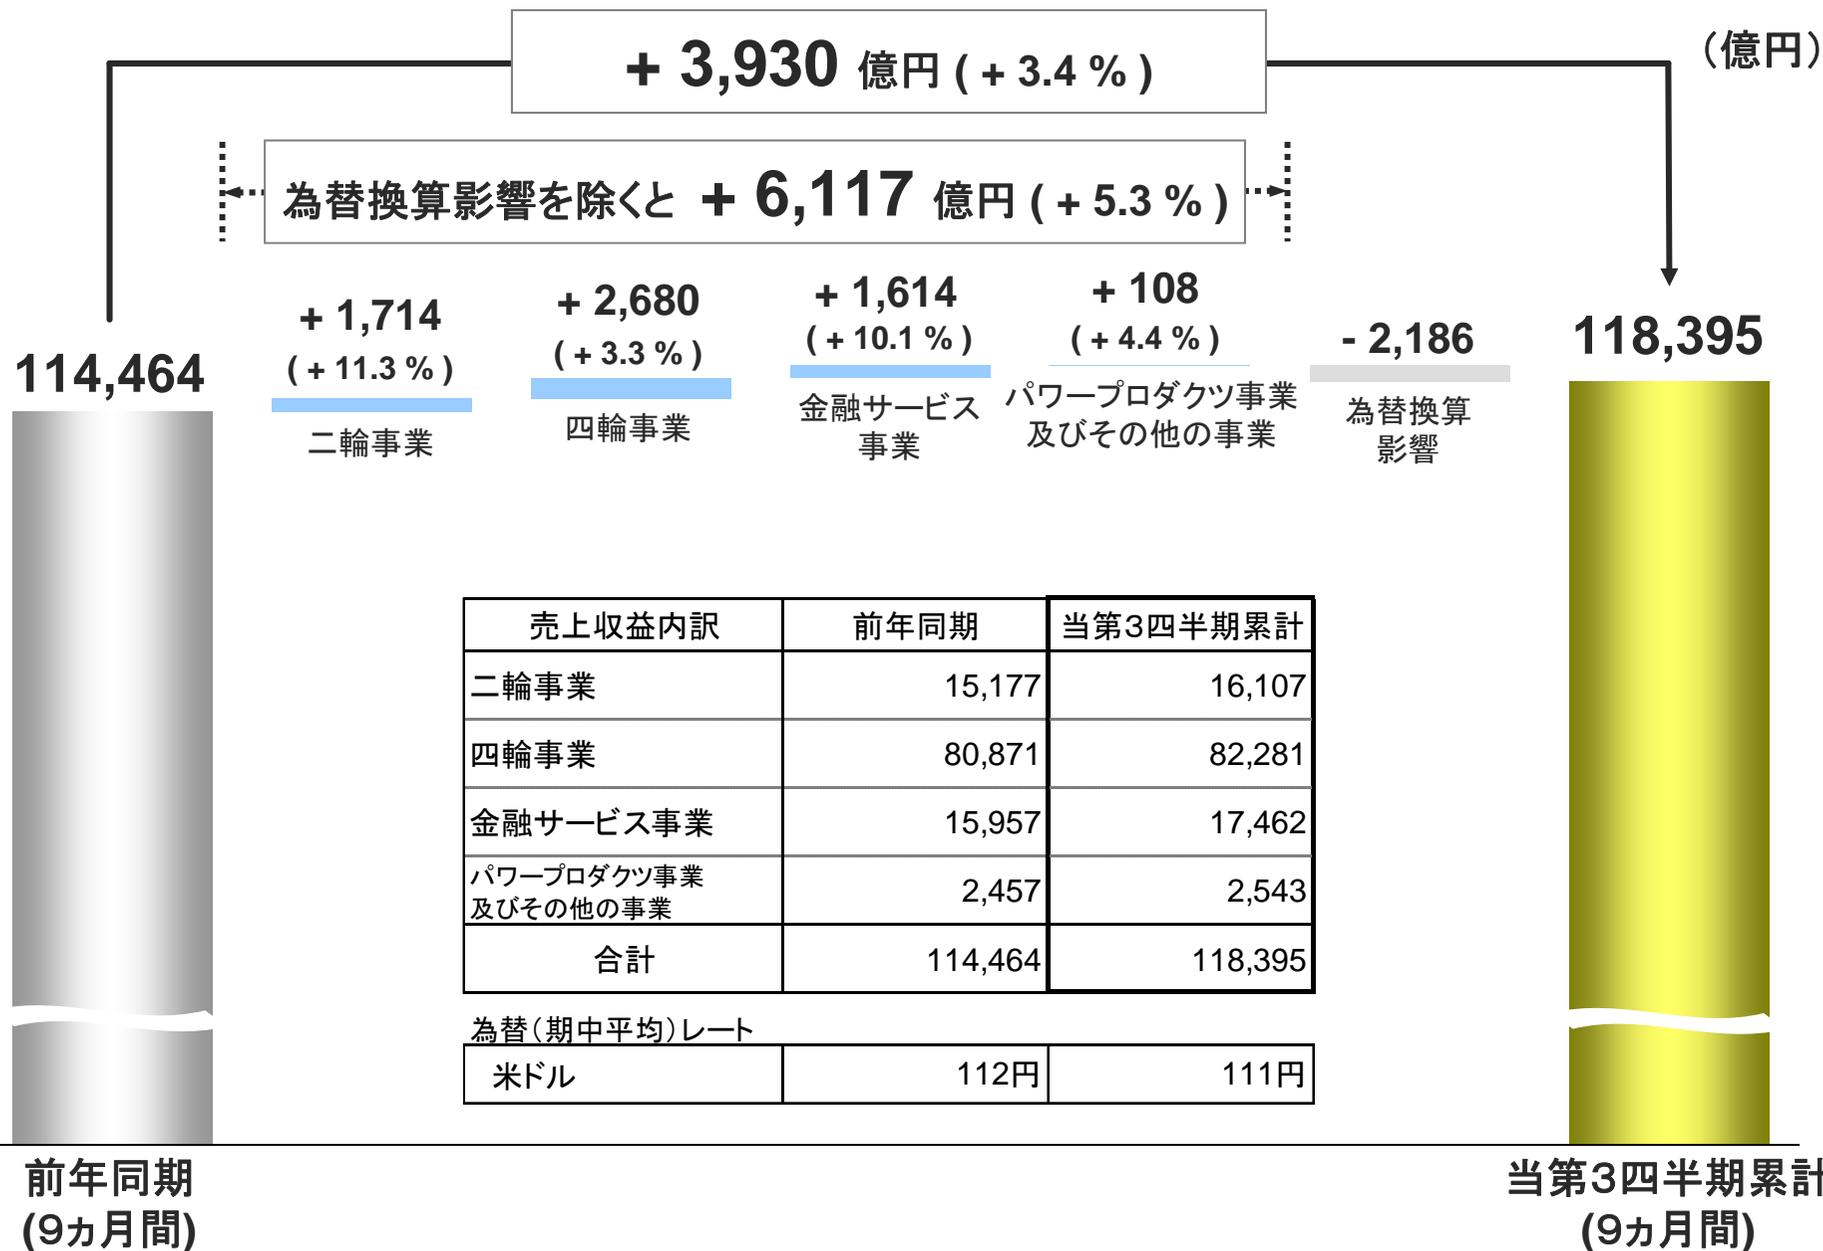 + 3,930 億円 ( + 3.4 % )
（億円）
為替換算影響を除くと + 6,117 億円 ( + 5.3 % )
114,464
+ 1,714
( + 11.3 % )
二輪事業
+ 2,680
( + 3.3 % )
四輪事業
+ 1,614
( + 10.1 % )
金融サービス
事業
+ 108
( + 4.4 % )
パワープロダクツ事業
及びその他の事業
- 2,186
為替換算
影響
118,395
売上収益内訳 前年同期 当第3四半期累計
二輪事業 15,177 16,107
四輪事業 80,871 82,281
金融サービス事業 15,957 17,462
パワープロダクツ事業
及びその他の事業 2,457 2,543
合計 114,464 118,395
為替（期中平均）レート
米ドル 112円 111円
前年同期
(9ヵ月間)
当第3四半期累計
(9ヵ月間)